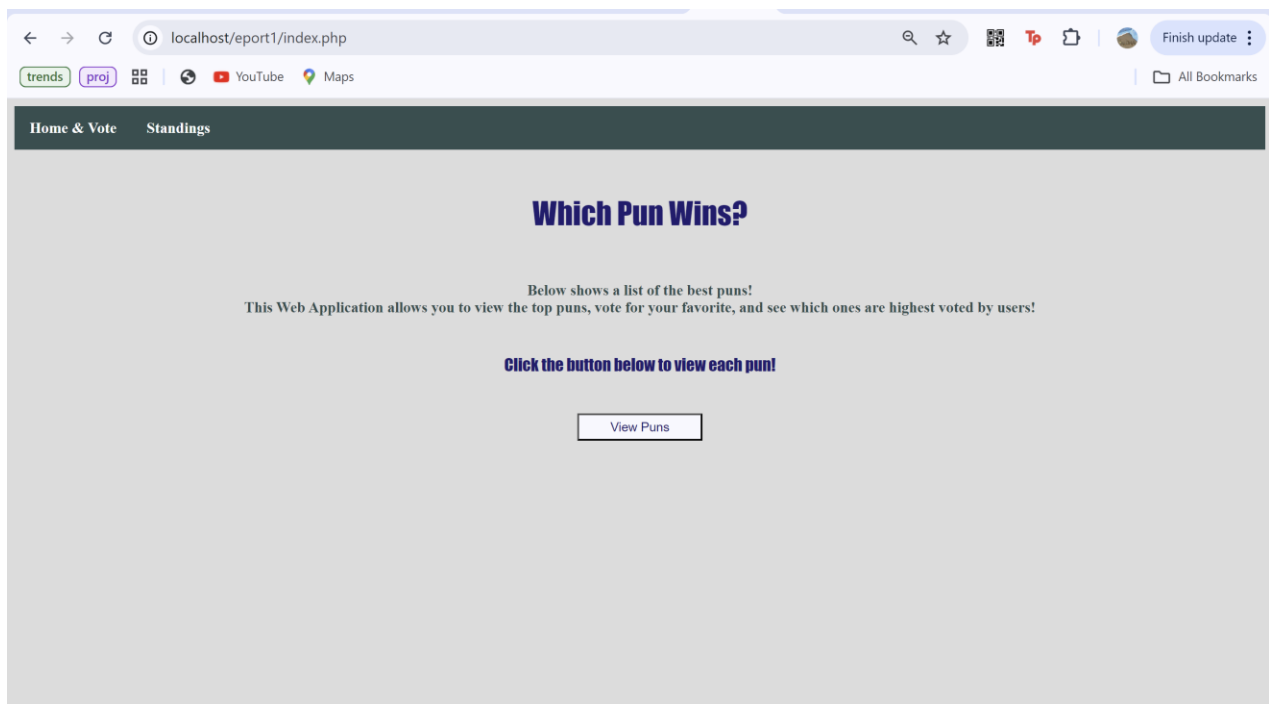 localhost/eport1/index.php
Tp
Finish update
trends proj YouTube Maps All Bookmarks
Home & Vote Standings
Which Pun Wins?
Below shows a list of the best puns!
This Web Application allows you to view the top puns, vote for your favorite, and see which ones are highest voted by users!
Click the button below to view each pun!
View Puns